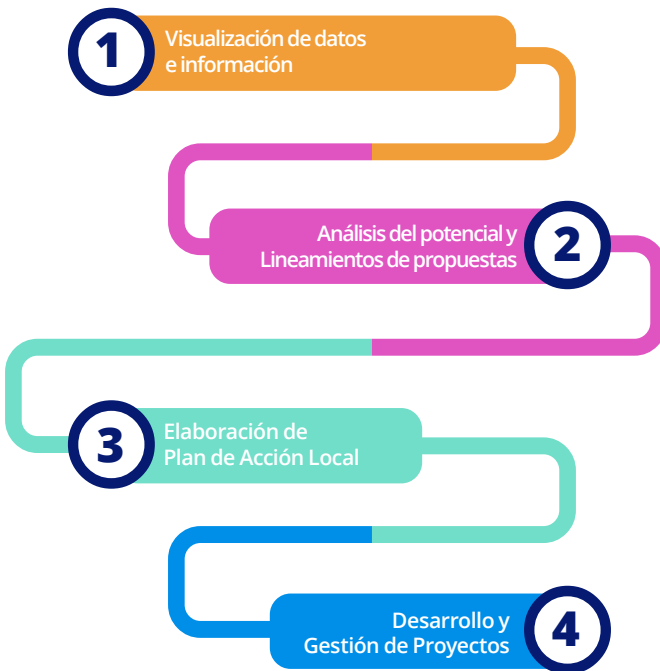 1
Visualización de datos
e información
Análisis del potencial y
Lineamientos de propuestas
2
3
Elaboración de
Plan de Acción Local
Desarrollo y
Gestión de Proyectos
4